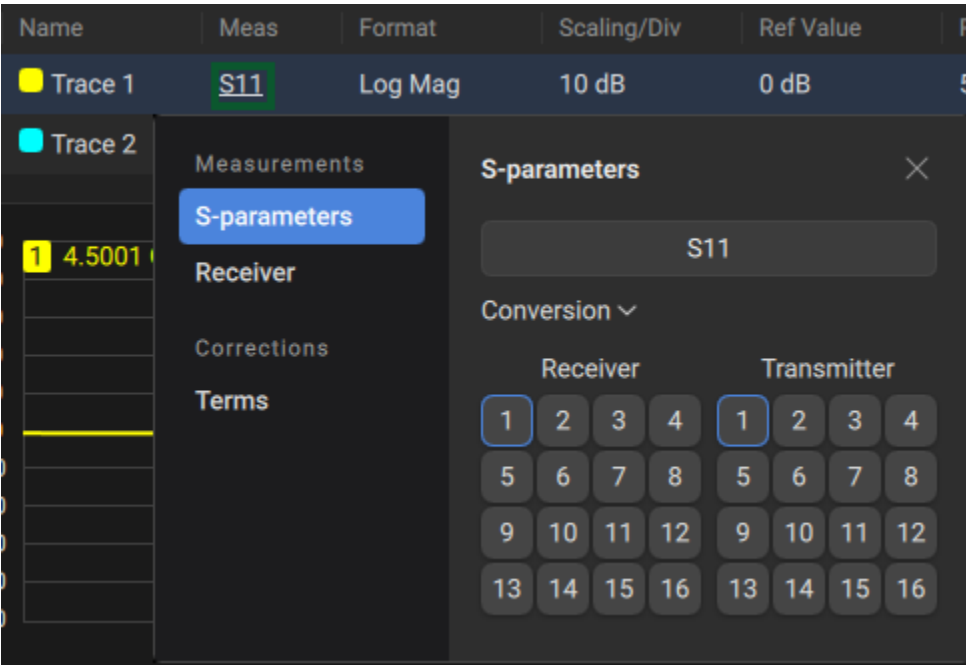 Name Meas Format Scaling/Div Ref Value
Trace 1 S11 Log Mag 10 dB 0 dB
Trace 2
1 4.5001
Measurements
S-parameters
Receiver
Corrections
Terms
S-parameters
S11
Conversion
Receiver Transmitter
1 2 3 4 1 2 3 4
5 6 7 8 5 6 7 8
9 10 11 12 9 10 11 12
13 14 15 16 13 14 15 16